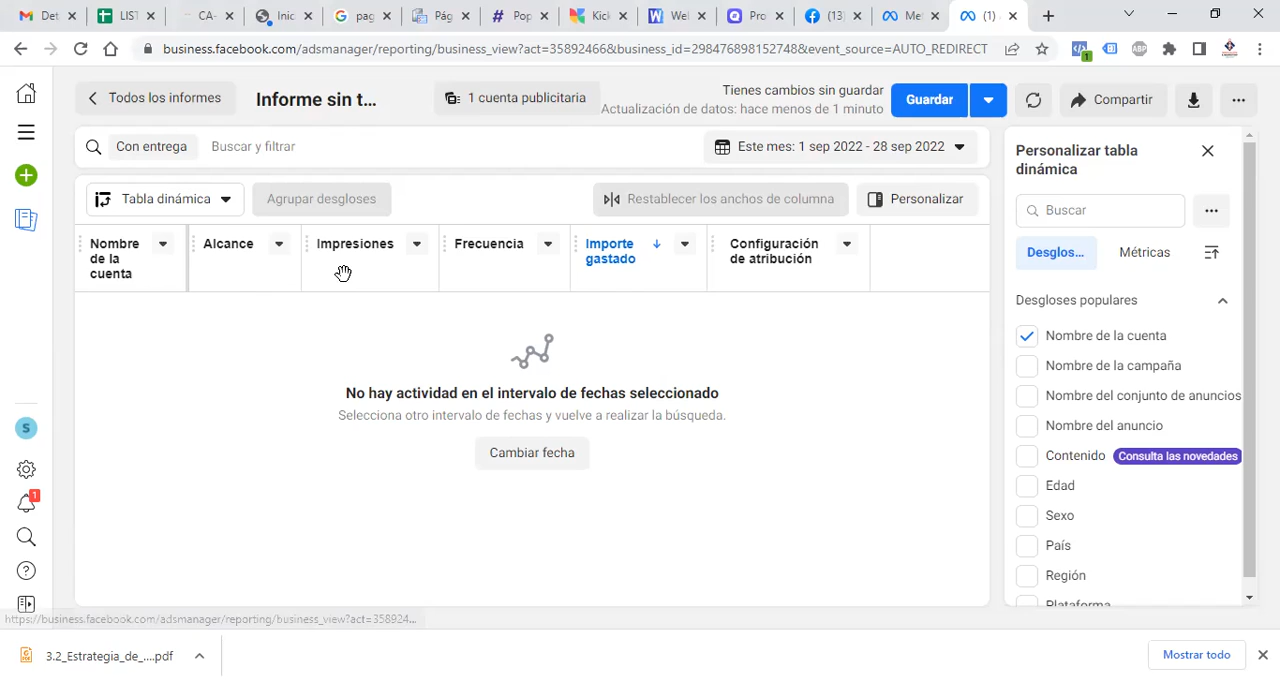 Det
LIST
CA-
Inic
pag
Pág
Pop
Kick
Wel
Pro
(13)
Me
(1)
business.facebook.com/adsmanager/reporting/business_view?act=35892466&business_id=298476898152748&event_source=AUTO_REDIRECT
Todos los informes
Informe sin t...
1 cuenta publicitaria
Tienes cambios sin guardar
Actualización de datos: hace menos de 1 minuto
Guardar
Compartir
Con entrega
Buscar y filtrar
Este mes: 1 sep 2022 - 28 sep 2022
Tabla dinámica
Agrupar desgloses
Restablecer los anchos de columna
Personalizar
Nombre
de la
cuenta
Alcance
Impresiones
Frecuencia
Importe
gastado
Configuración
de atribución
No hay actividad en el intervalo de fechas seleccionado
Selecciona otro intervalo de fechas y vuelve a realizar la búsqueda.
Cambiar fecha
Personalizar tabla
dinámica
Buscar
Desglos...
Métricas
Desgloses populares
Nombre de la cuenta
Nombre de la campaña
Nombre del conjunto de anuncios
Nombre del anuncio
Contenido Consulta las novedades
Edad
Sexo
País
Región
Plataforma
S
1
https://business.facebook.com/adsmanager/reporting/business_view?act=358924...
3.2_Estrategia_de_....pdf
Mostrar todo